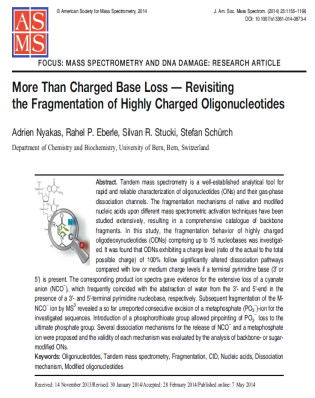 ASMS
© American Society for Mass Spectrometry, 2014
J. Am. Soc. Mass Spectrom. (2014) 25:1155-1166
DOI: 10.1007/s13361-014-0873-4
FOCUS: MASS SPECTROMETRY AND DNA DAMAGE: RESEARCH ARTICLE
More Than Charged Base Loss — Revisiting
the Fragmentation of Highly Charged Oligonucleotides
Adrien Nyakas, Rahel P. Eberle, Silvan R. Stucki, Stefan Schürch
Department of Chemistry and Biochemistry, University of Bern, Bern, Switzerland
Abstract. Tandem mass spectrometry is a well-established analytical tool for
rapid and reliable characterization of oligonucleotides (ONs) and their gas-phase
dissociation channels. The fragmentation mechanisms of native and modified
nucleic acids upon different mass spectrometric activation techniques have been
studied extensively, resulting in a comprehensive catalogue of backbone
fragments. In this study, the fragmentation behavior of highly charged
oligodeoxynucleotides (ODNs) comprising up to 15 nucleobases was investigat-
ed. It was found that ODNs exhibiting a charge level (ratio of the actual to the total
possible charge) of 100% follow significantly altered dissociation pathways
compared with low or medium charge levels if a terminal pyrimidine base (3' or
5') is present. The corresponding product ion spectra gave evidence for the extensive loss of a cyanate
anion (NCO⁻), which frequently coincided with the abstraction of water from the 3'- and 5'-end in the
presence of a 3'- and 5'-terminal pyrimidine nucleobase, respectively. Subsequent fragmentation of the M-
NCO⁻ ion by MS³ revealed a so far unreported consecutive excision of a metaphosphate (PO₃⁻)-ion for the
investigated sequences. Introduction of a phosphorothioate group allowed pinpointing of PO₃⁻ loss to the
ultimate phosphate group. Several dissociation mechanisms for the release of NCO⁻ and a metaphosphate
ion were proposed and the validity of each mechanism was evaluated by the analysis of backbone- or sugar-
modified ONs.
Keywords: Oligonucleotides, Tandem mass spectrometry, Fragmentation, CID, Nucleic acids, Dissociation
mechanism, Modified oligonucleotides
Received: 14 November 2013/Revised: 30 January 2014/Accepted: 28 February 2014/Published online: 7 May 2014